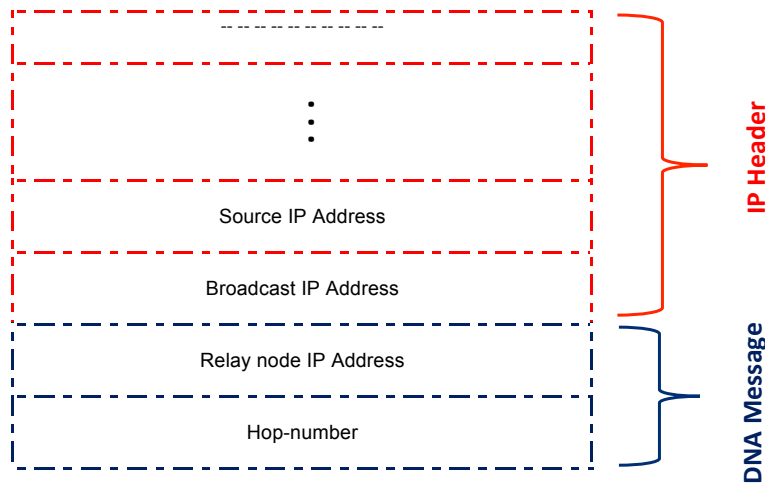 -- -- -- -- -- -- -- -- -- --
Source IP Address
Broadcast IP Address
Relay node IP Address
Hop-number
IP Header
DNA Message